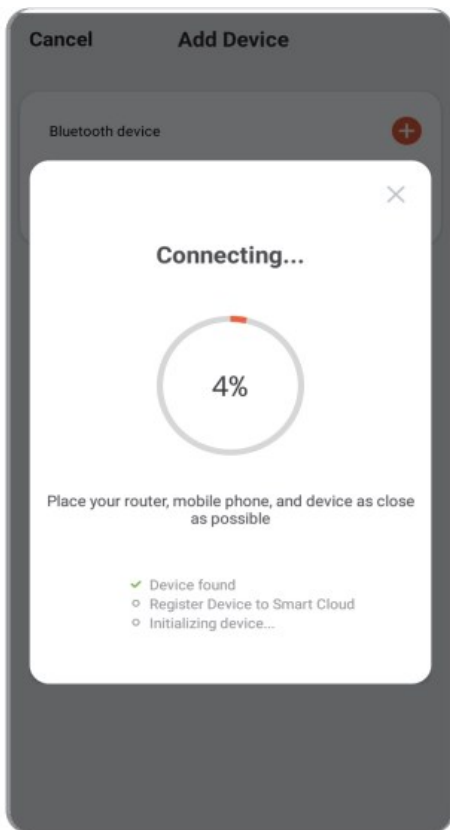 Cancel Add Device
Bluetooth device
Connecting...
4%
Place your router, mobile phone, and device as close
as possible
Device found
Register Device to Smart Cloud
Initializing device...